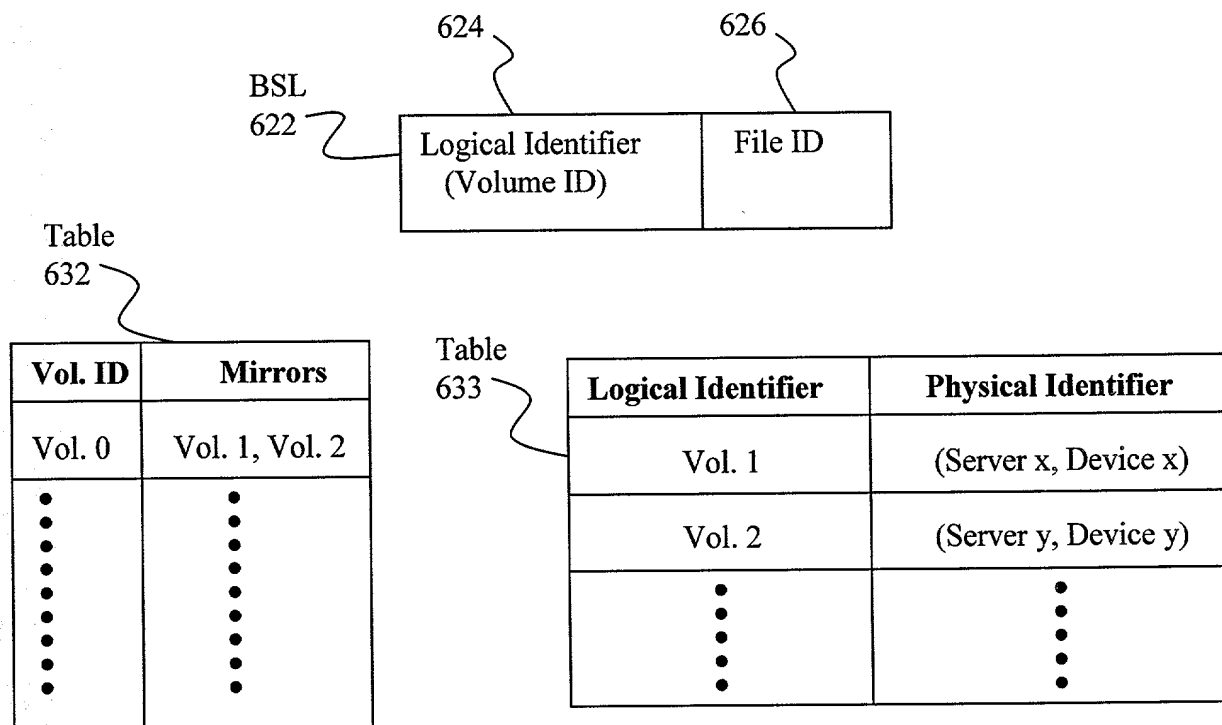 624
626
BSL
622
Logical Identifier
(Volume ID)
File ID
Table
632
Vol. ID Mirrors
Vol. 0 Vol. 1, Vol. 2
Table
633
Logical Identifier Physical Identifier
Vol. 1 (Server x, Device x)
Vol. 2 (Server y, Device y)